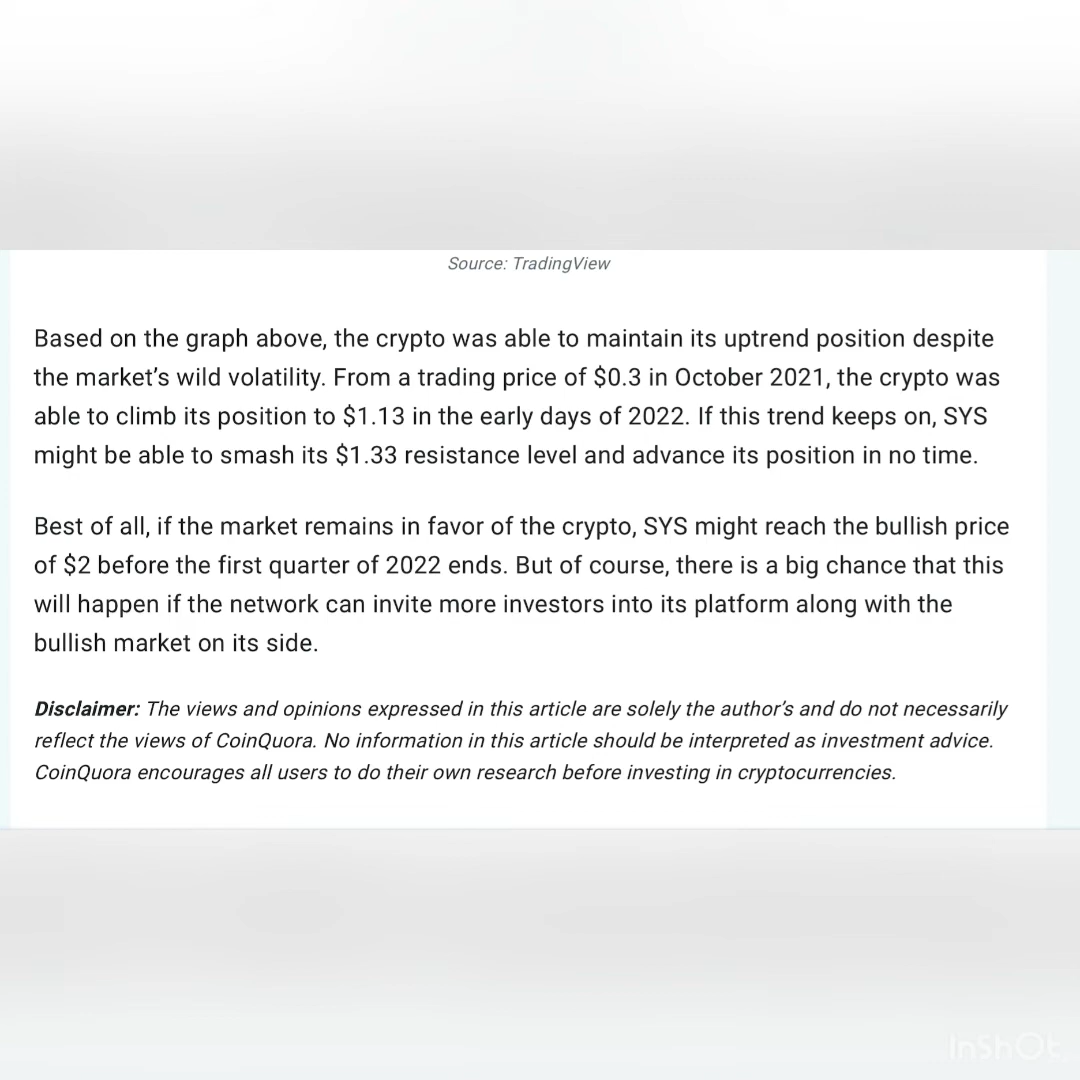 Source: TradingView
Based on the graph above, the crypto was able to maintain its uptrend position despite
the market’s wild volatility. From a trading price of $0.3 in October 2021, the crypto was
able to climb its position to $1.13 in the early days of 2022. If this trend keeps on, SYS
might be able to smash its $1.33 resistance level and advance its position in no time.
Best of all, if the market remains in favor of the crypto, SYS might reach the bullish price
of $2 before the first quarter of 2022 ends. But of course, there is a big chance that this
will happen if the network can invite more investors into its platform along with the
bullish market on its side.
Disclaimer: The views and opinions expressed in this article are solely the author’s and do not necessarily
reflect the views of CoinQuora. No information in this article should be interpreted as investment advice.
CoinQuora encourages all users to do their own research before investing in cryptocurrencies.
InShOt